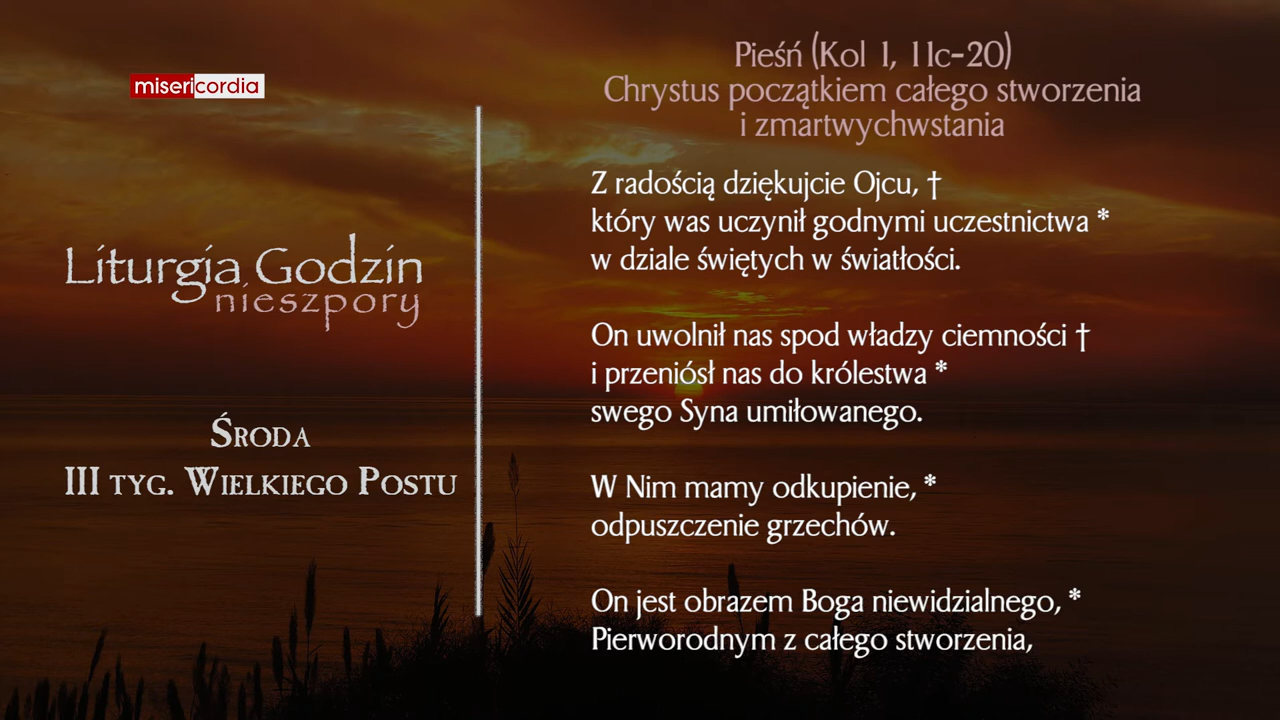 misericordia
Liturgia Godzin
nieszpory
Środa
III tyg. Wielkiego Postu
Pieśń (Kol 1, 11c-20)
Chrystus początkiem całego stworzenia
i zmartwychwstania
Z radością dziękujcie Ojcu, †
który was uczynił godnymi uczestnictwa *
w dziale świętych w światłości.
On uwolnił nas spod władzy ciemności †
i przeniósł nas do królestwa *
swego Syna umiłowanego.
W Nim mamy odkupienie, *
odpuszczenie grzechów.
On jest obrazem Boga niewidzialnego, *
Pierworodnym z całego stworzenia,